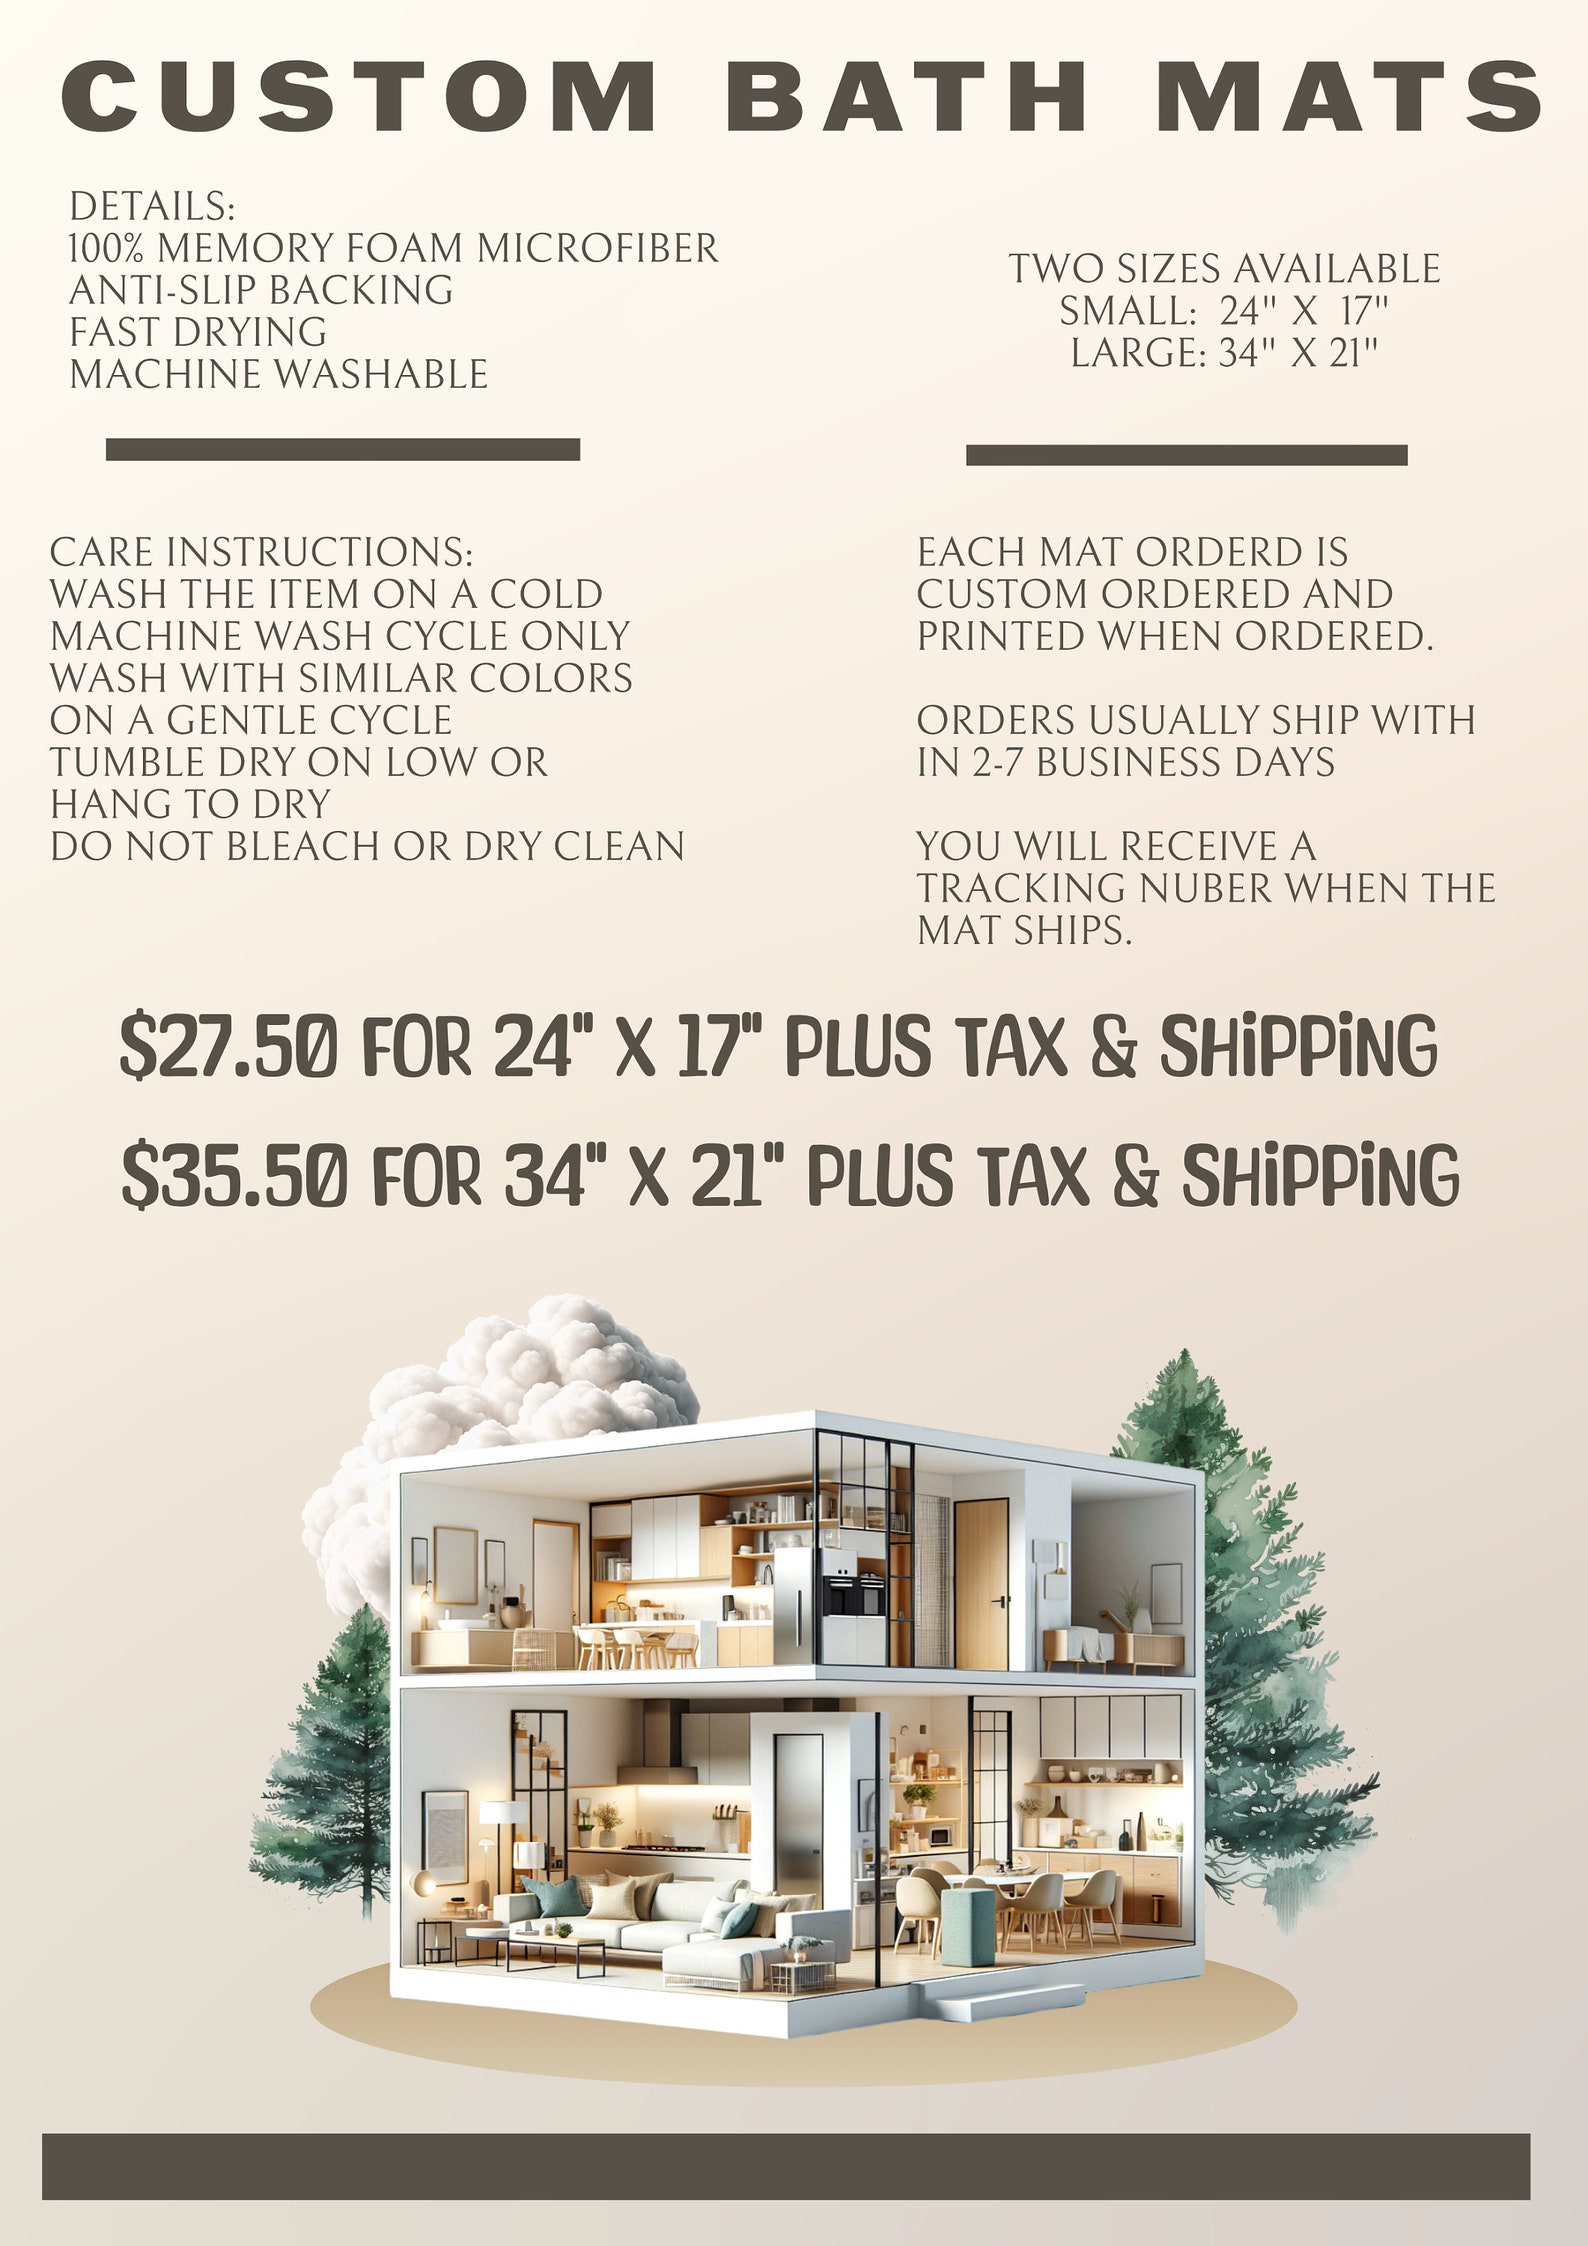 CUSTOM BATH MATS
DETAILS:
100% MEMORY FOAM MICROFIBER
ANTI-SLIP BACKING
FAST DRYING
MACHINE WASHABLE
TWO SIZES AVAILABLE
SMALL: 24" X 17"
LARGE: 34" X 21"
CARE INSTRUCTIONS:
WASH THE ITEM ON A COLD
MACHINE WASH CYCLE ONLY
WASH WITH SIMILAR COLORS
ON A GENTLE CYCLE
TUMBLE DRY ON LOW OR
HANG TO DRY
DO NOT BLEACH OR DRY CLEAN
EACH MAT ORDERD IS
CUSTOM ORDERED AND
PRINTED WHEN ORDERED.
ORDERS USUALLY SHIP WITH
IN 2-7 BUSINESS DAYS
YOU WILL RECEIVE A
TRACKING NUBER WHEN THE
MAT SHIPS.
$27.50 FOR 24" X 17" PLUS TAX & SHiPPiNG
$35.50 FOR 34" X 21" PLUS TAX & SHiPPiNG